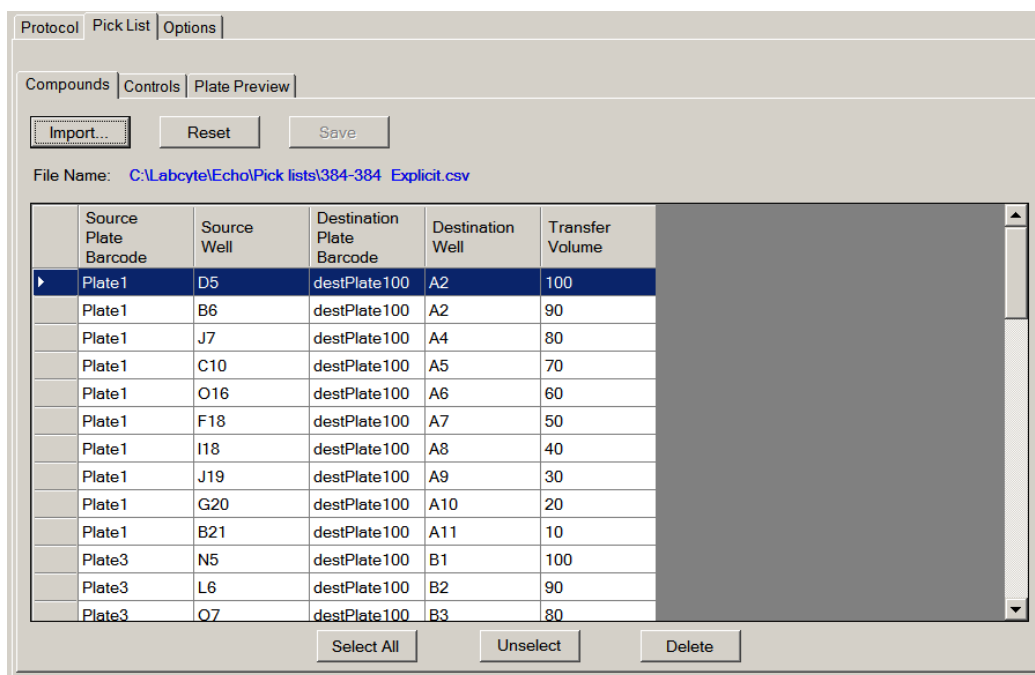 Protocol Pick List Options
Compounds Controls Plate Preview
Import... Reset Save
File Name: C:\Labcyte\Echo\Pick lists\384-384 Explicit.csv
Source Plate Barcode Source Well Destination Plate Barcode Destination Well Transfer Volume
Plate1 D5 destPlate100 A2 100
Plate1 B6 destPlate100 A2 90
Plate1 J7 destPlate100 A4 80
Plate1 C10 destPlate100 A5 70
Plate1 O16 destPlate100 A6 60
Plate1 F18 destPlate100 A7 50
Plate1 I18 destPlate100 A8 40
Plate1 J19 destPlate100 A9 30
Plate1 G20 destPlate100 A10 20
Plate1 B21 destPlate100 A11 10
Plate3 N5 destPlate100 B1 100
Plate3 L6 destPlate100 B2 90
Plate3 O7 destPlate100 B3 80
Select All Unselect Delete